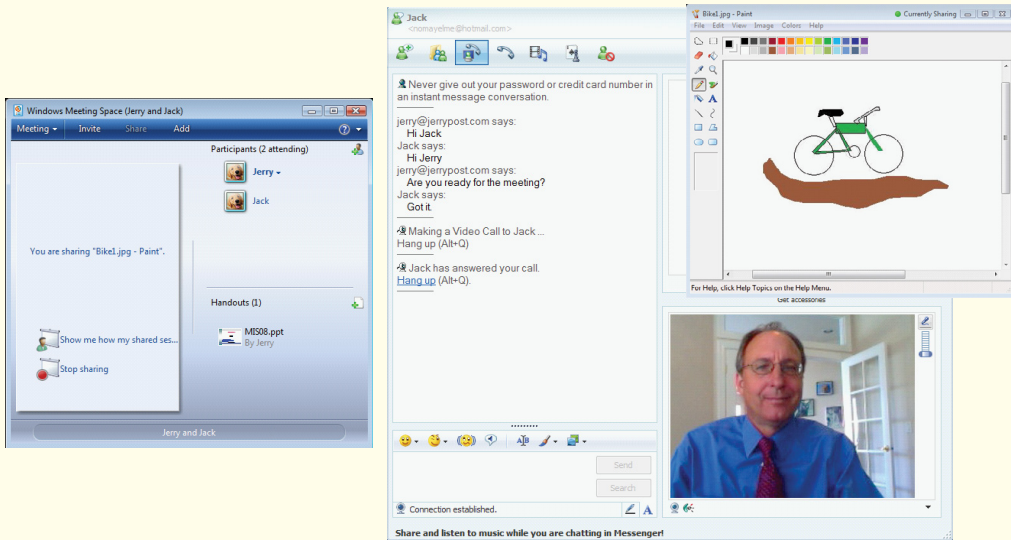 Windows Meeting Space (Jerry and Jack)
Meeting
Invite
Share
Add
Participants (2 attending)
Jerry
Jack
You are sharing "Bike1.jpg - Paint".
Handouts (1)
MIS08.ppt
By Jerry
Show me how my shared ses...
Stop sharing
Jerry and Jack
Jack
<nomayelme@hotmail.com>
Never give out your password or credit card number in
an instant message conversation.
jerry@jerrypost.com says:
Hi Jack
Jack says:
Hi Jerry
jerry@jerrypost.com says:
Are you ready for the meeting?
Jack says:
Got it.
Making a Video Call to Jack ...
Hang up (Alt+Q)
Jack has answered your call.
Hang up (Alt+Q).
Send
Search
Connection established.
A
Share and listen to music while you are chatting in Messenger!
Bike1.jpg - Paint
Currently Sharing
File Edit View Image Colors Help
A
For Help, click Help Topics on the Help Menu.
Get accessories